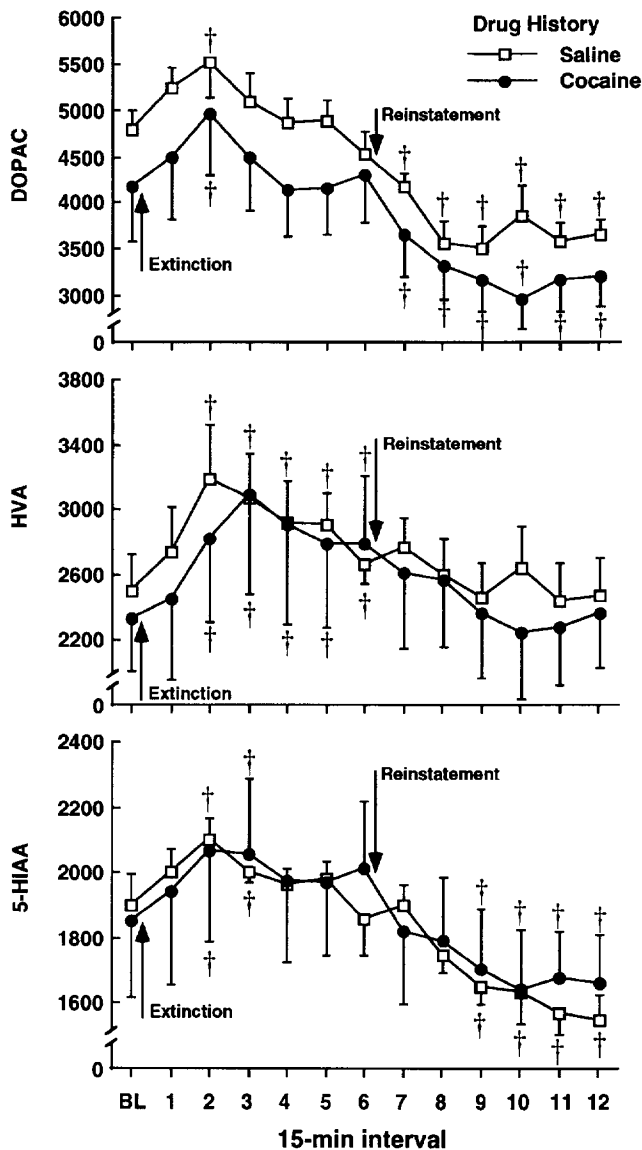 Drug History
Saline
Cocaine
DOPAC
6000
5500
5000
4500
4000
3500
3000
0
† † † † † † †
† † † † † † †
Reinstatement
Extinction
HVA
3800
3400
3000
2600
2200
0
† † † † †
† † † † †
Reinstatement
Extinction
5-HIAA
2400
2200
2000
1800
1600
0
† † † † † †
† † † † † †
Reinstatement
Extinction
BL 1 2 3 4 5 6 7 8 9 10 11 12
15-min interval